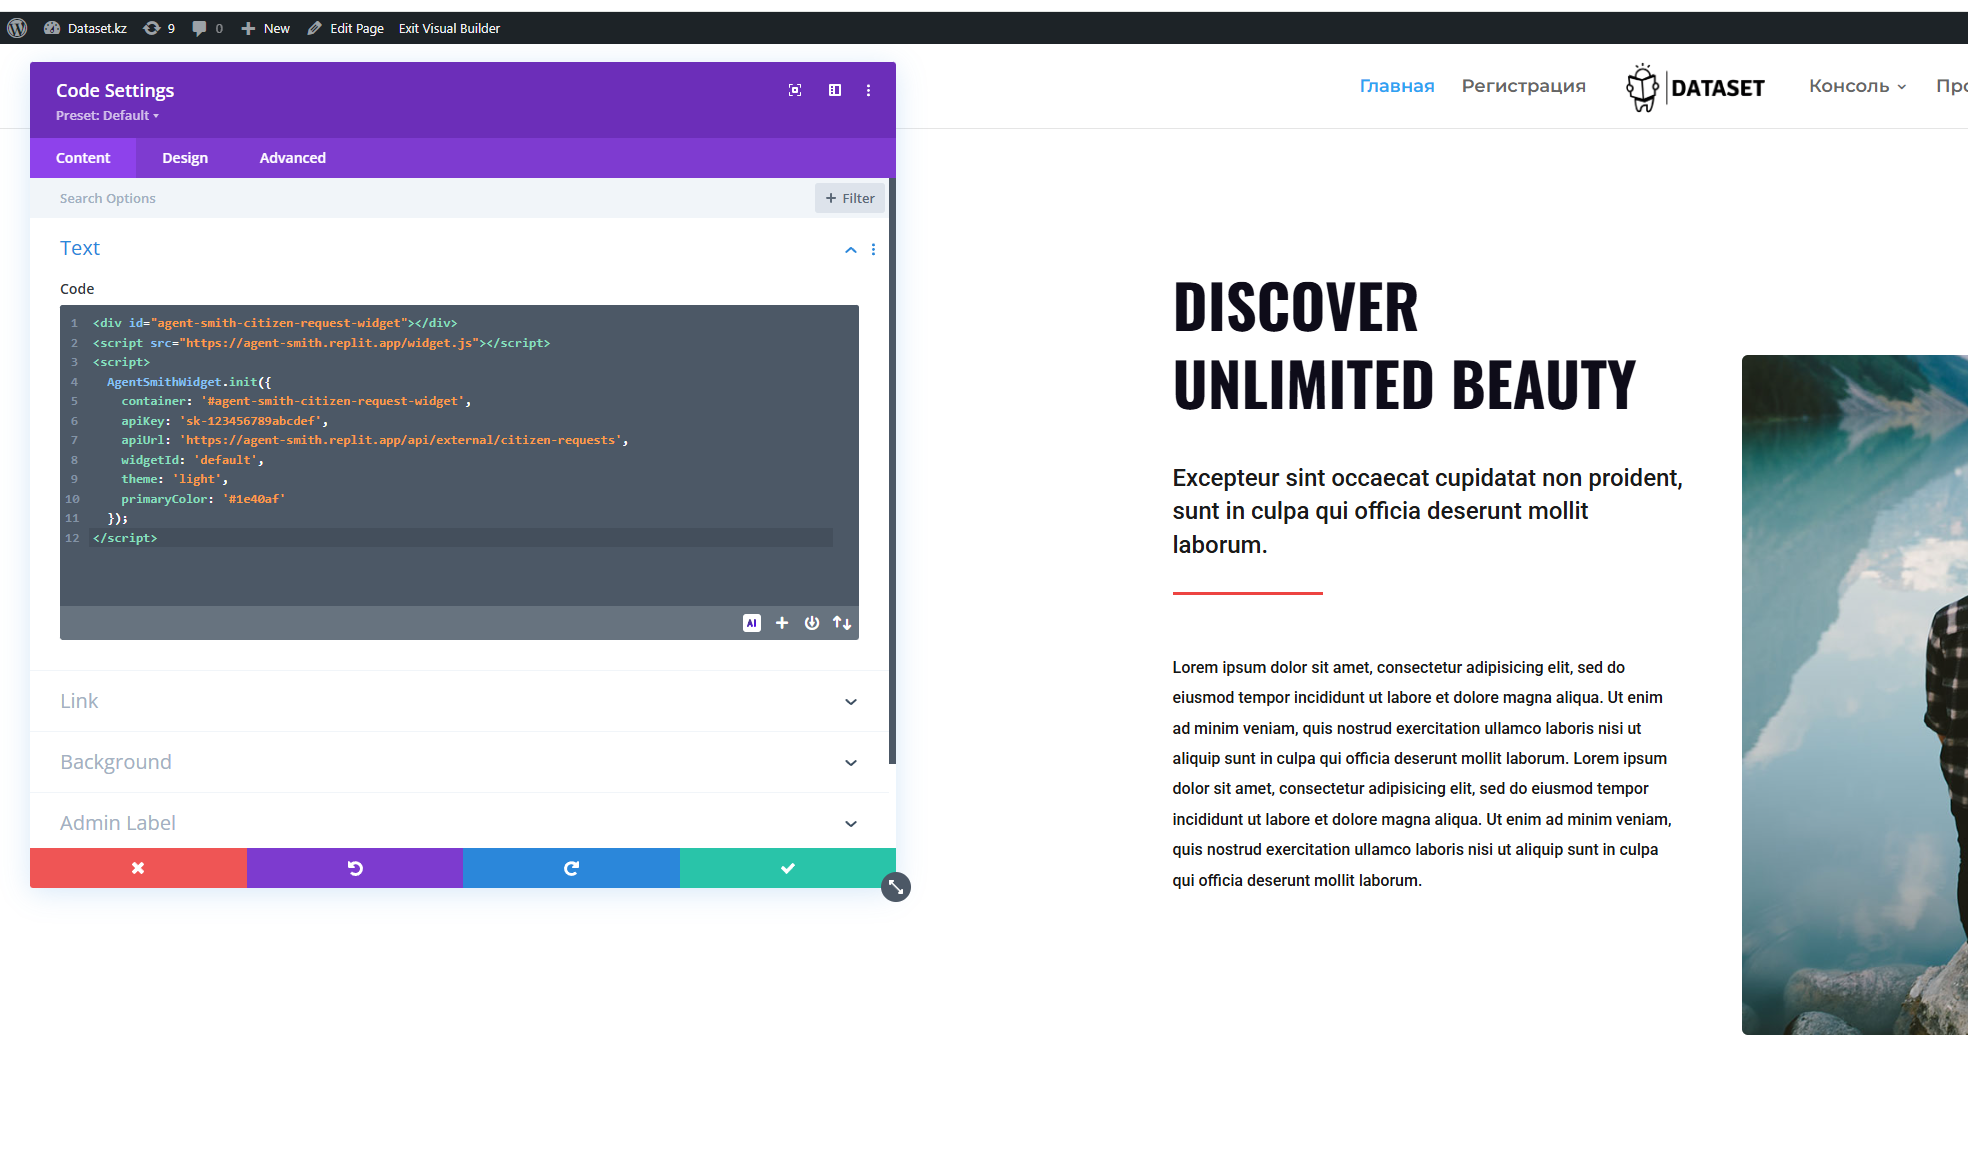 Dataset.kz 9 0 New Edit Page Exit Visual Builder
Code Settings
Preset: Default
Content Design Advanced
Search Options
+ Filter
Text
Code
1 <div id="agent-smith-citizen-request-widget"></div>
2 <script src="https://agent-smith.replit.app/widget.js"></script>
3 <script>
4 AgentSmithWidget.init({
5 container: '#agent-smith-citizen-request-widget',
6 apiKey: 'sk-123456789abcdef',
7 apiUrl: 'https://agent-smith.replit.app/api/external/citizen-requests',
8 widgetId: 'default',
9 theme: 'light',
10 primaryColor: '#1e40af'
11 });
12 </script>
AI
Link
Background
Admin Label
Главная Регистрация DATASET Консоль Про
DISCOVER
UNLIMITED BEAUTY
Excepteur sint occaecat cupidatat non proident,
sunt in culpa qui officia deserunt mollit
laborum.
Lorem ipsum dolor sit amet, consectetur adipisicing elit, sed do
eiusmod tempor incididunt ut labore et dolore magna aliqua. Ut enim
ad minim veniam, quis nostrud exercitation ullamco laboris nisi ut
aliquip sunt in culpa qui officia deserunt mollit laborum. Lorem ipsum
dolor sit amet, consectetur adipisicing elit, sed do eiusmod tempor
incididunt ut labore et dolore magna aliqua. Ut enim ad minim veniam,
quis nostrud exercitation ullamco laboris nisi ut aliquip sunt in culpa
qui officia deserunt mollit laborum.